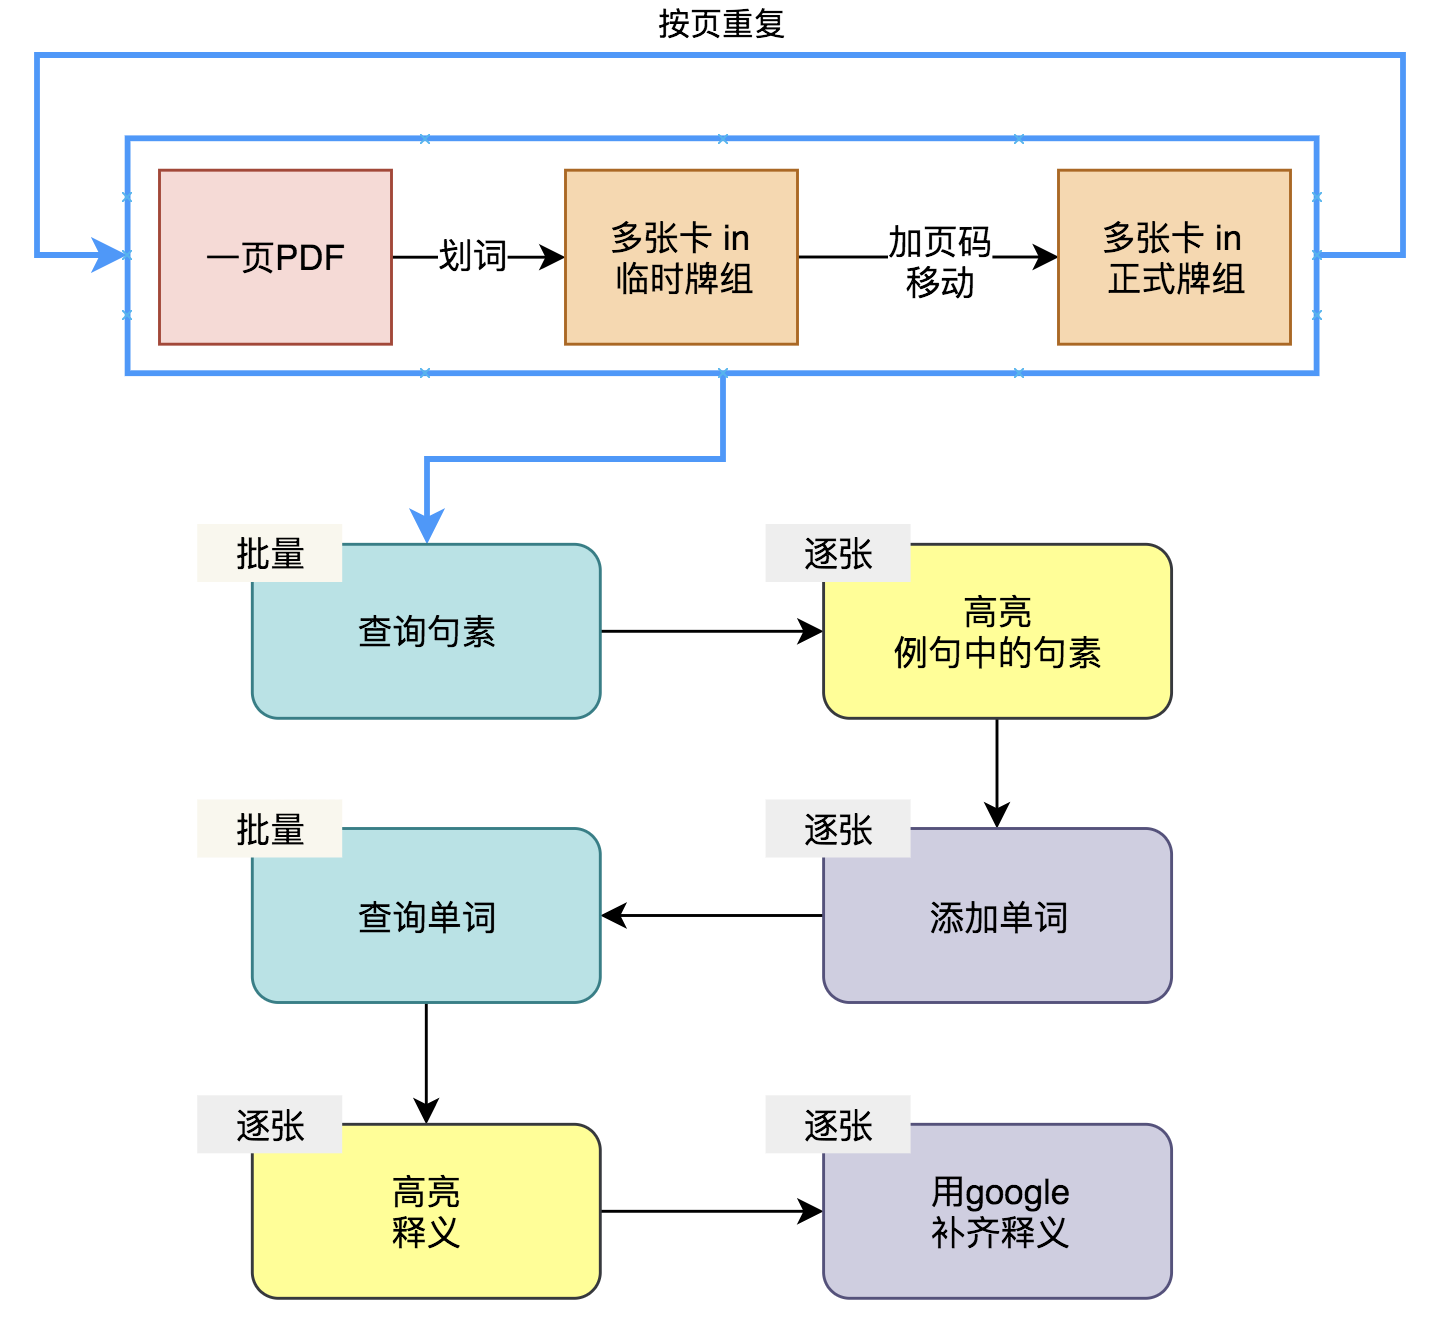 按页重复
一页PDF
划词
多张卡 in
临时牌组
加页码
移动
多张卡 in
正式牌组
批量
查询句素
逐张
高亮
例句中的句素
批量
查询单词
逐张
添加单词
逐张
高亮
释义
逐张
用google
补齐释义